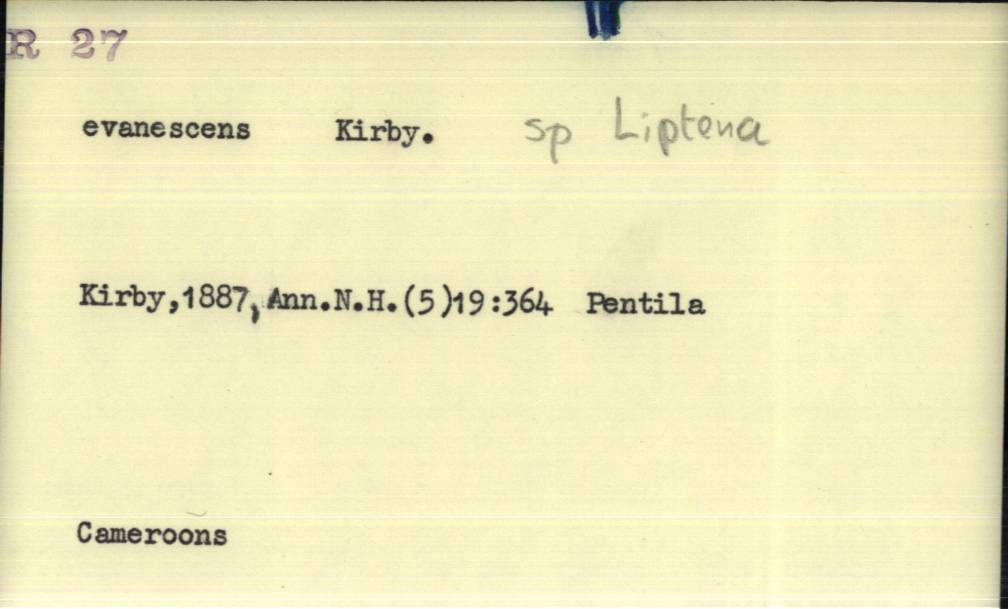 R 27
evanescens Kirby. sp Liptena
Kirby,1887, Ann.N.H.(5)19:364 Pentila
Cameroons